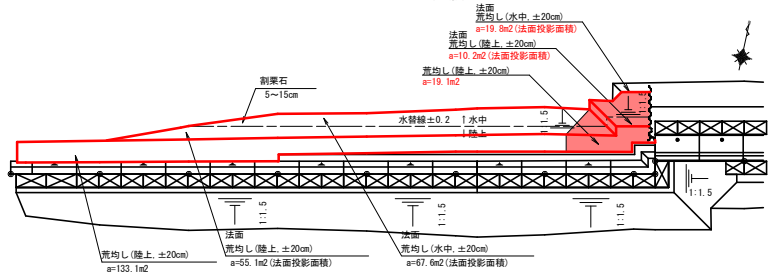 法面
荒均し(水中, ±20cm)
a=19.8m2(法面投影面積)
法面
荒均し(陸上, ±20cm)
a=10.2m2(法面投影面積)
荒均し(陸上, ±20cm)
a=19.1m2
割栗石
5～15cm
水替線±0.2
↑水中
↓陸上
1:1.5
1:1.5
1:1.5
1:1.5
1:1.5
1:1.5
荒均し(陸上, ±20cm)
a=133.1m2
法面
荒均し(陸上, ±20cm)
a=55.1m2(法面投影面積)
法面
荒均し(水中, ±20cm)
a=67.6m2(法面投影面積)